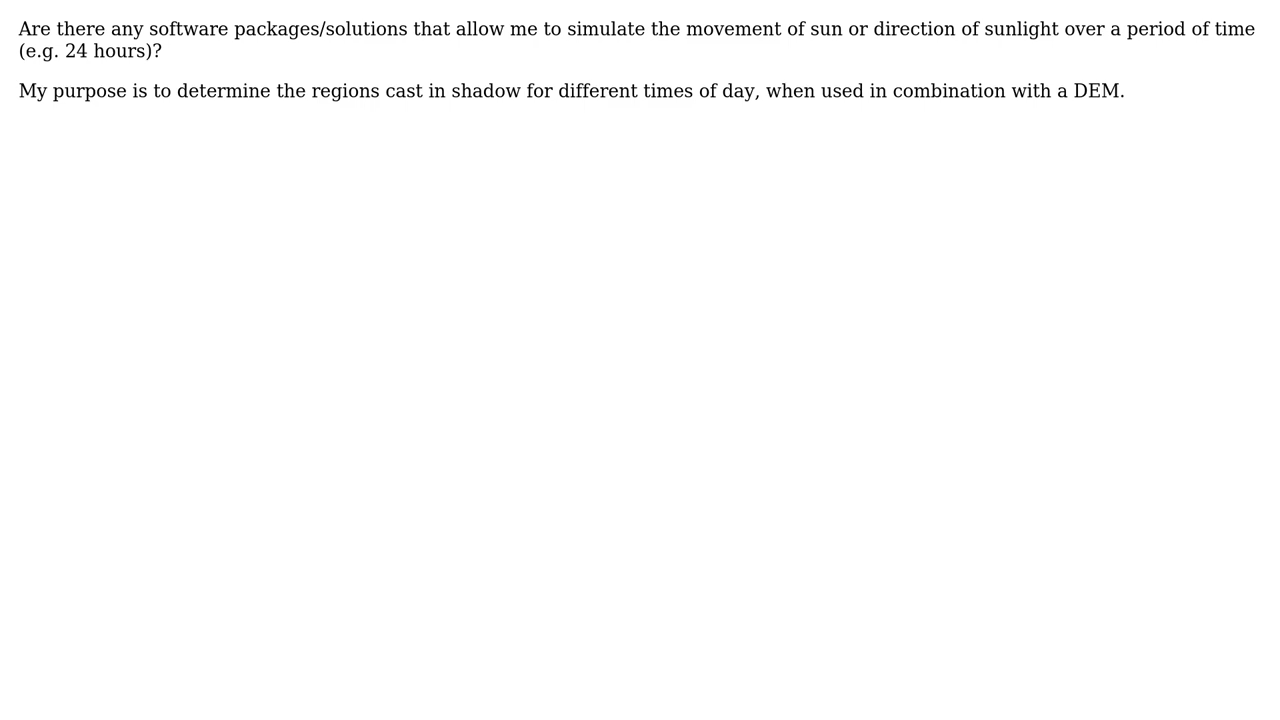 Are there any software packages/solutions that allow me to simulate the movement of sun or direction of sunlight over a period of time
(e.g. 24 hours)?
My purpose is to determine the regions cast in shadow for different times of day, when used in combination with a DEM.